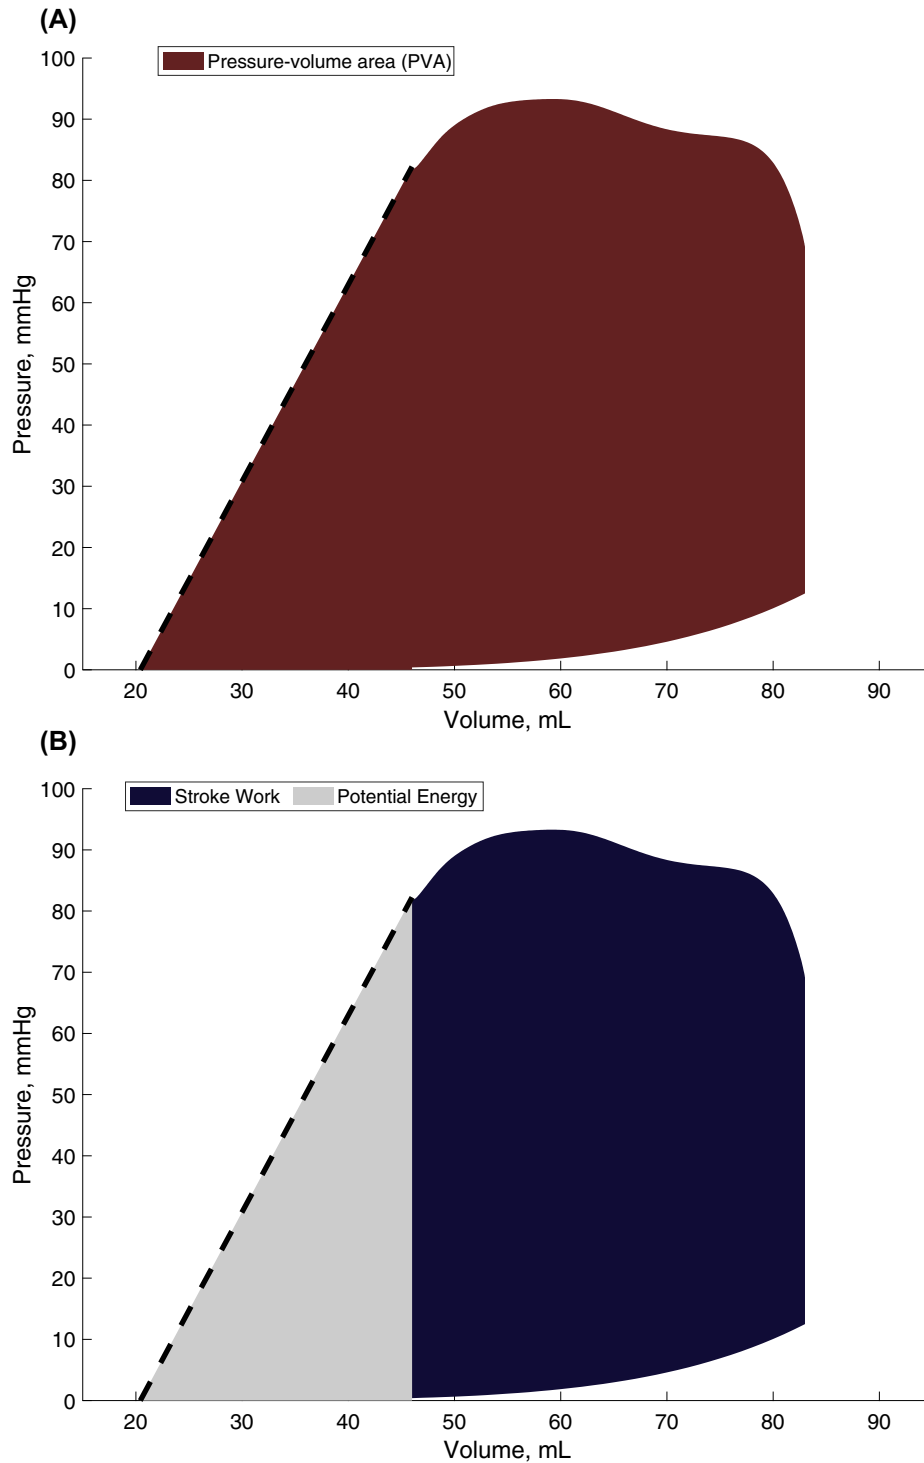 (A)
Pressure-volume area (PVA)
100
90
80
70
60
50
40
30
20
10
0
Pressure, mmHg
20 30 40 50 60 70 80 90
Volume, mL
(B)
Stroke Work Potential Energy
100
90
80
70
60
50
40
30
20
10
0
Pressure, mmHg
20 30 40 50 60 70 80 90
Volume, mL